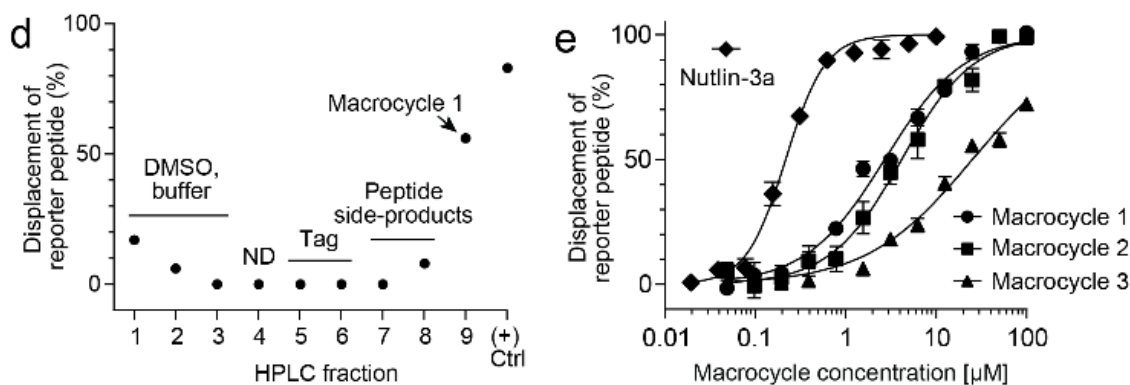 d
Displacement of
reporter peptide (%)
100
50
0
DMSO,
buffer
ND
Tag
Peptide
side-products
Macrocycle 1
1 2 3 4 5 6 7 8 9 (+)
Ctrl
HPLC fraction
e
Displacement of
reporter peptide (%)
100
50
0
Nutlin-3a
Macrocycle 1
Macrocycle 2
Macrocycle 3
0.01 0.1 1 10 100
Macrocycle concentration [µM]